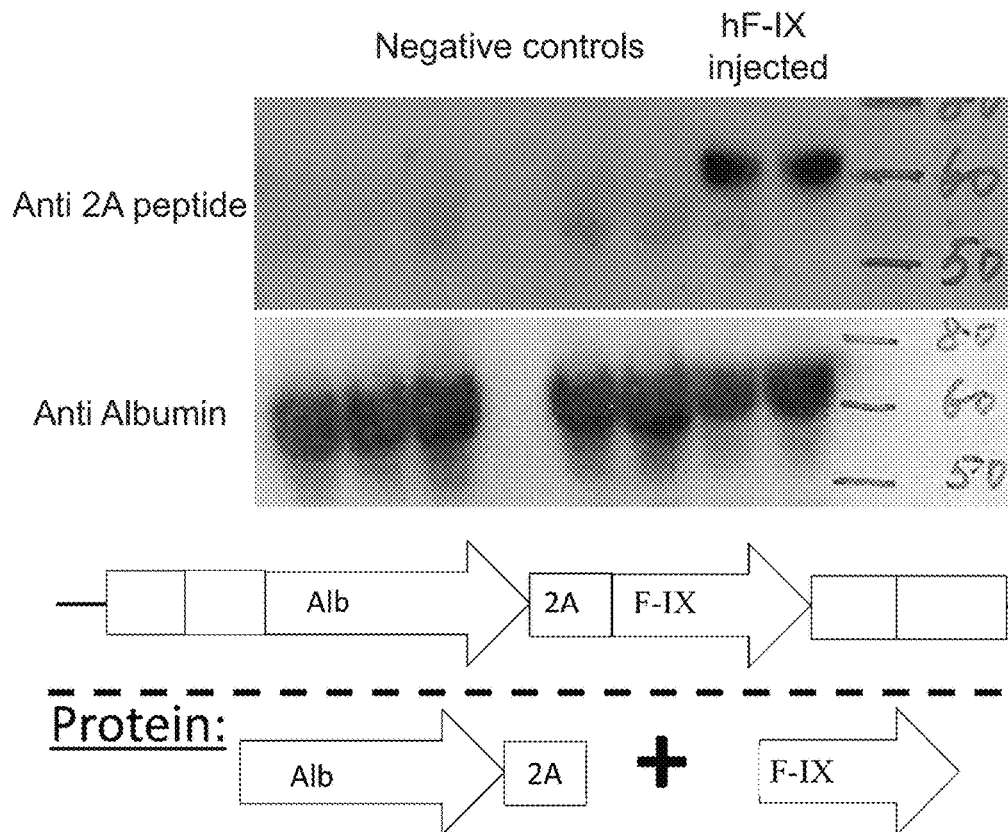 Negative controls
hF-IX
injected
Anti 2A peptide
60
50
Anti Albumin
80
60
50
Alb
2A
F-IX
Protein:
Alb
2A
+
F-IX